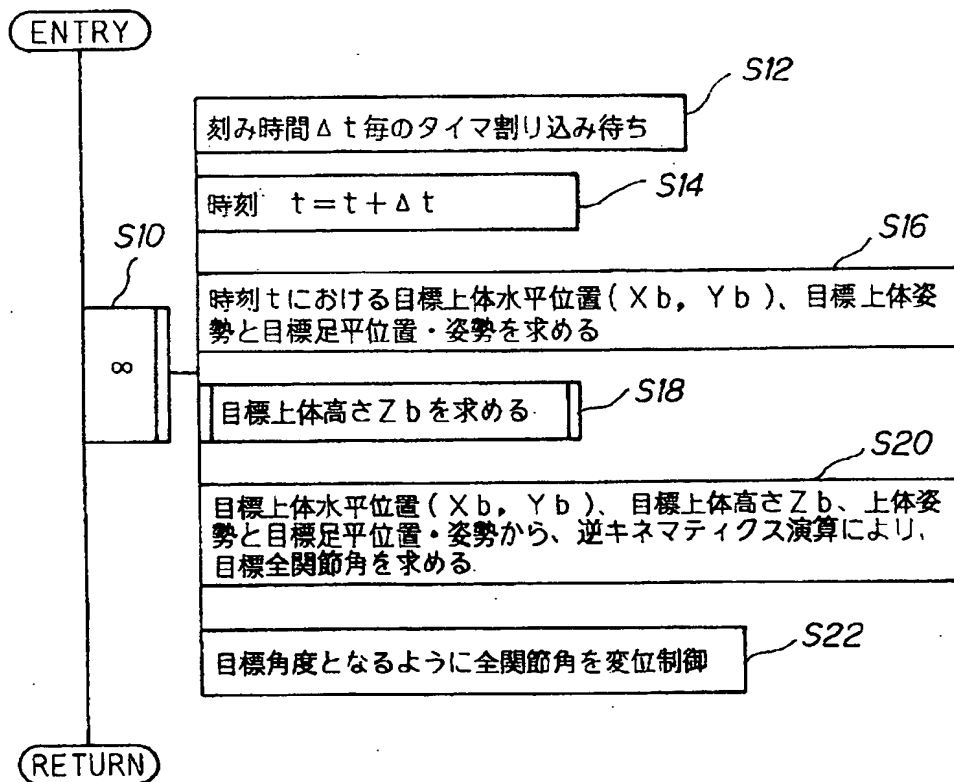 ENTRY
S12
刻み時間Δt毎のタイマ割り込み待ち
S14
時刻 t=t+Δt
S10
S16
時刻tにおける目標上体水平位置(Xb, Yb)、目標上体姿
勢と目標足平位置・姿勢を求める
∞
S18
目標上体高さZbを求める
S20
目標上体水平位置(Xb, Yb)、目標上体高さZb、上体姿
勢と目標足平位置・姿勢から、逆キネマティクス演算により、
目標全関節角を求める
S22
目標角度となるように全関節角を変位制御
RETURN